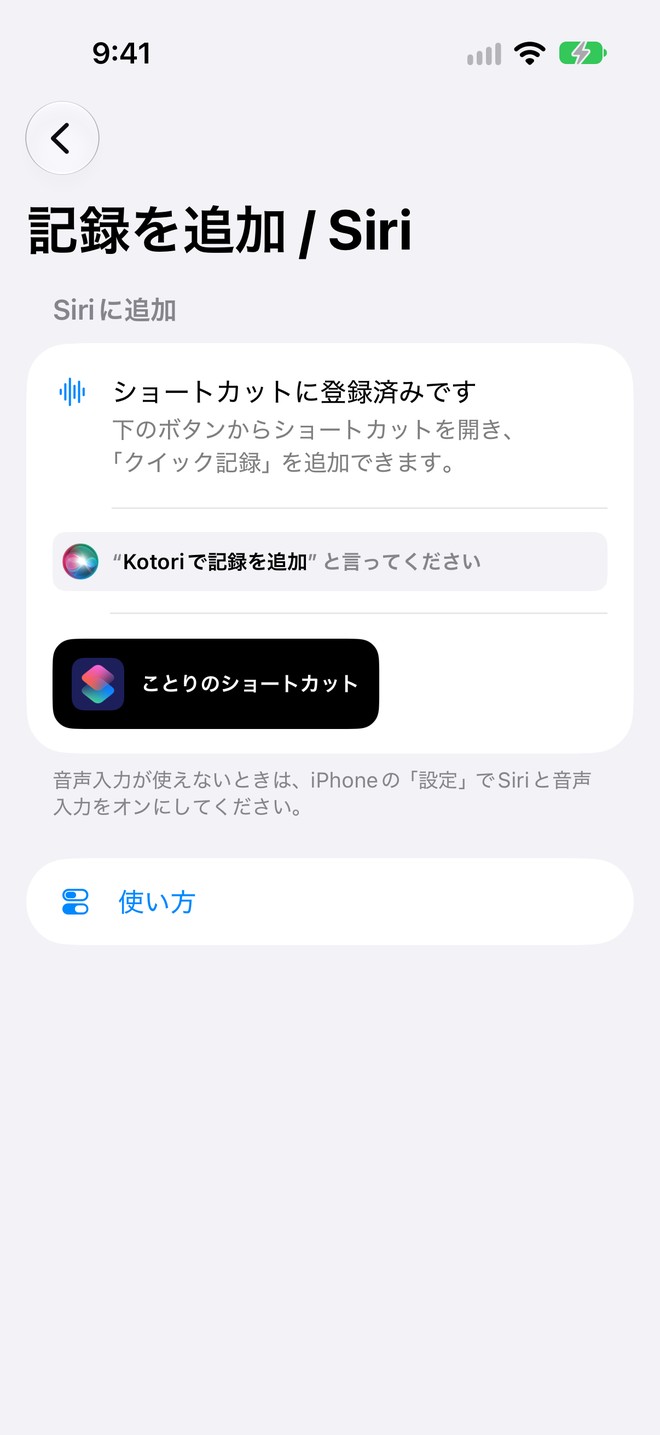 9:41
記録を追加 / Siri
Siriに追加
ショートカットに登録済みです
下のボタンからショートカットを開き、
「クイック記録」を追加できます。
“Kotoriで記録を追加” と言ってください
ことりのショートカット
音声入力が使えないときは、iPhoneの「設定」でSiriと音声
入力をオンにしてください。
使い方